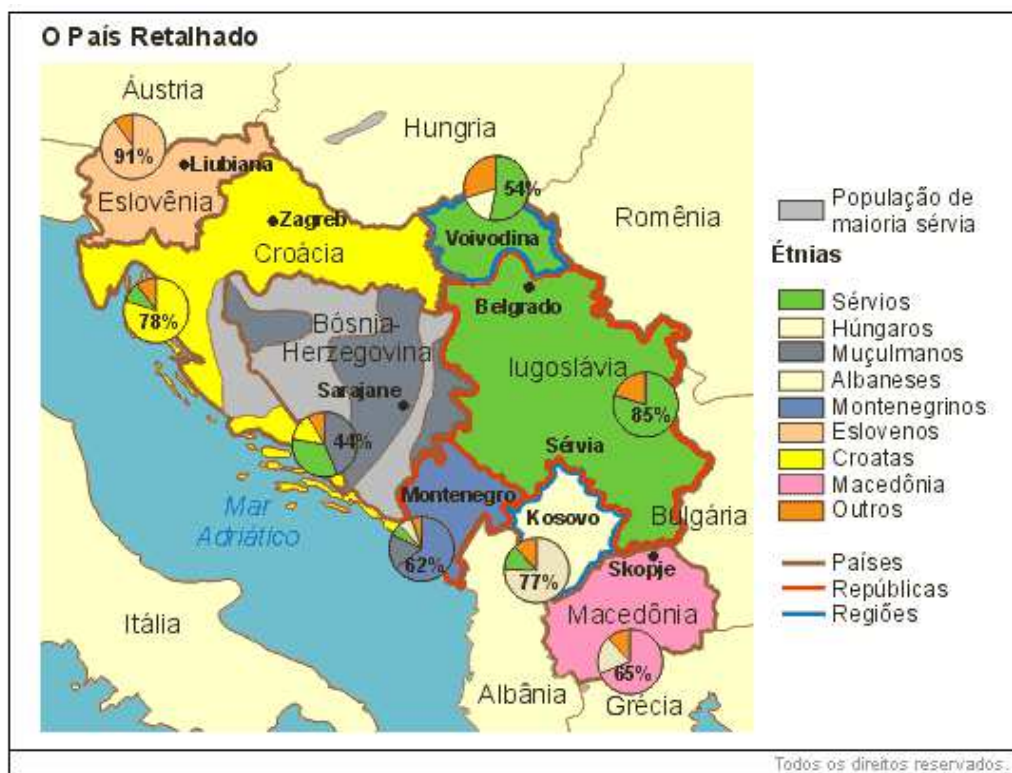 O País Retalhado
Áustria
Hungria
91%
Liubiana
Eslovênia
54%
Romênia
Zagreb
Voivodina
Croácia
Belgrado
78%
Bósnia-
Herzegovina
Iugoslávia
Sarajane
85%
44%
Sérvia
Montenegro
Kosovo
Bulgária
Mar
Adriático
62%
77%
Skopje
Macedônia
Itália
65%
Albânia
Grécia
População de
maioria sérvia
Étnias
Sérvios
Húngaros
Muçulmanos
Albaneses
Montenegrinos
Eslovenos
Croatas
Macedônia
Outros
Países
Repúblicas
Regiões
Todos os direitos reservados.